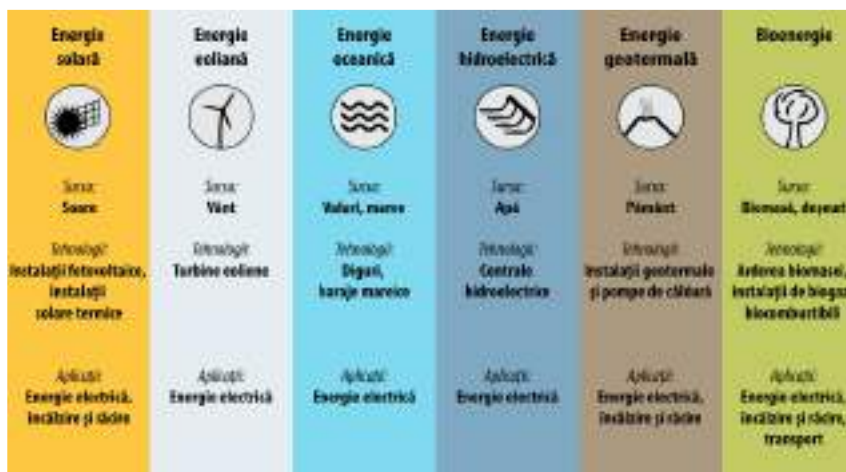 Energie
solară
Sursa:
Soare
Tehnologii:
Instalații fotovoltaice,
instalații
solare termice
Aplicații:
Energie electrică,
încălzire și răcire
Energie
eoliană
Sursa:
Vânt
Tehnologii:
Turbine eoliene
Aplicații:
Energie electrică
Energie
oceanică
Sursa:
Valuri, maree
Tehnologii:
Diguri,
baraje mareice
Aplicații:
Energie electrică
Energie
hidroelectrică
Sursa:
Apă
Tehnologii:
Centrale
hidroelectrice
Aplicații:
Energie electrică
Energie
geotermală
Sursa:
Pământ
Tehnologii:
Instalații geotermale
și pompe de căldură
Aplicații:
Energie electrică,
încălzire și răcire
Bioenergie
Sursa:
Biomasă, deșeuri
Tehnologii:
Arderea biomasei,
instalații de biogaz,
biocombustibili
Aplicații:
Energie electrică,
încălzire și răcire,
transport